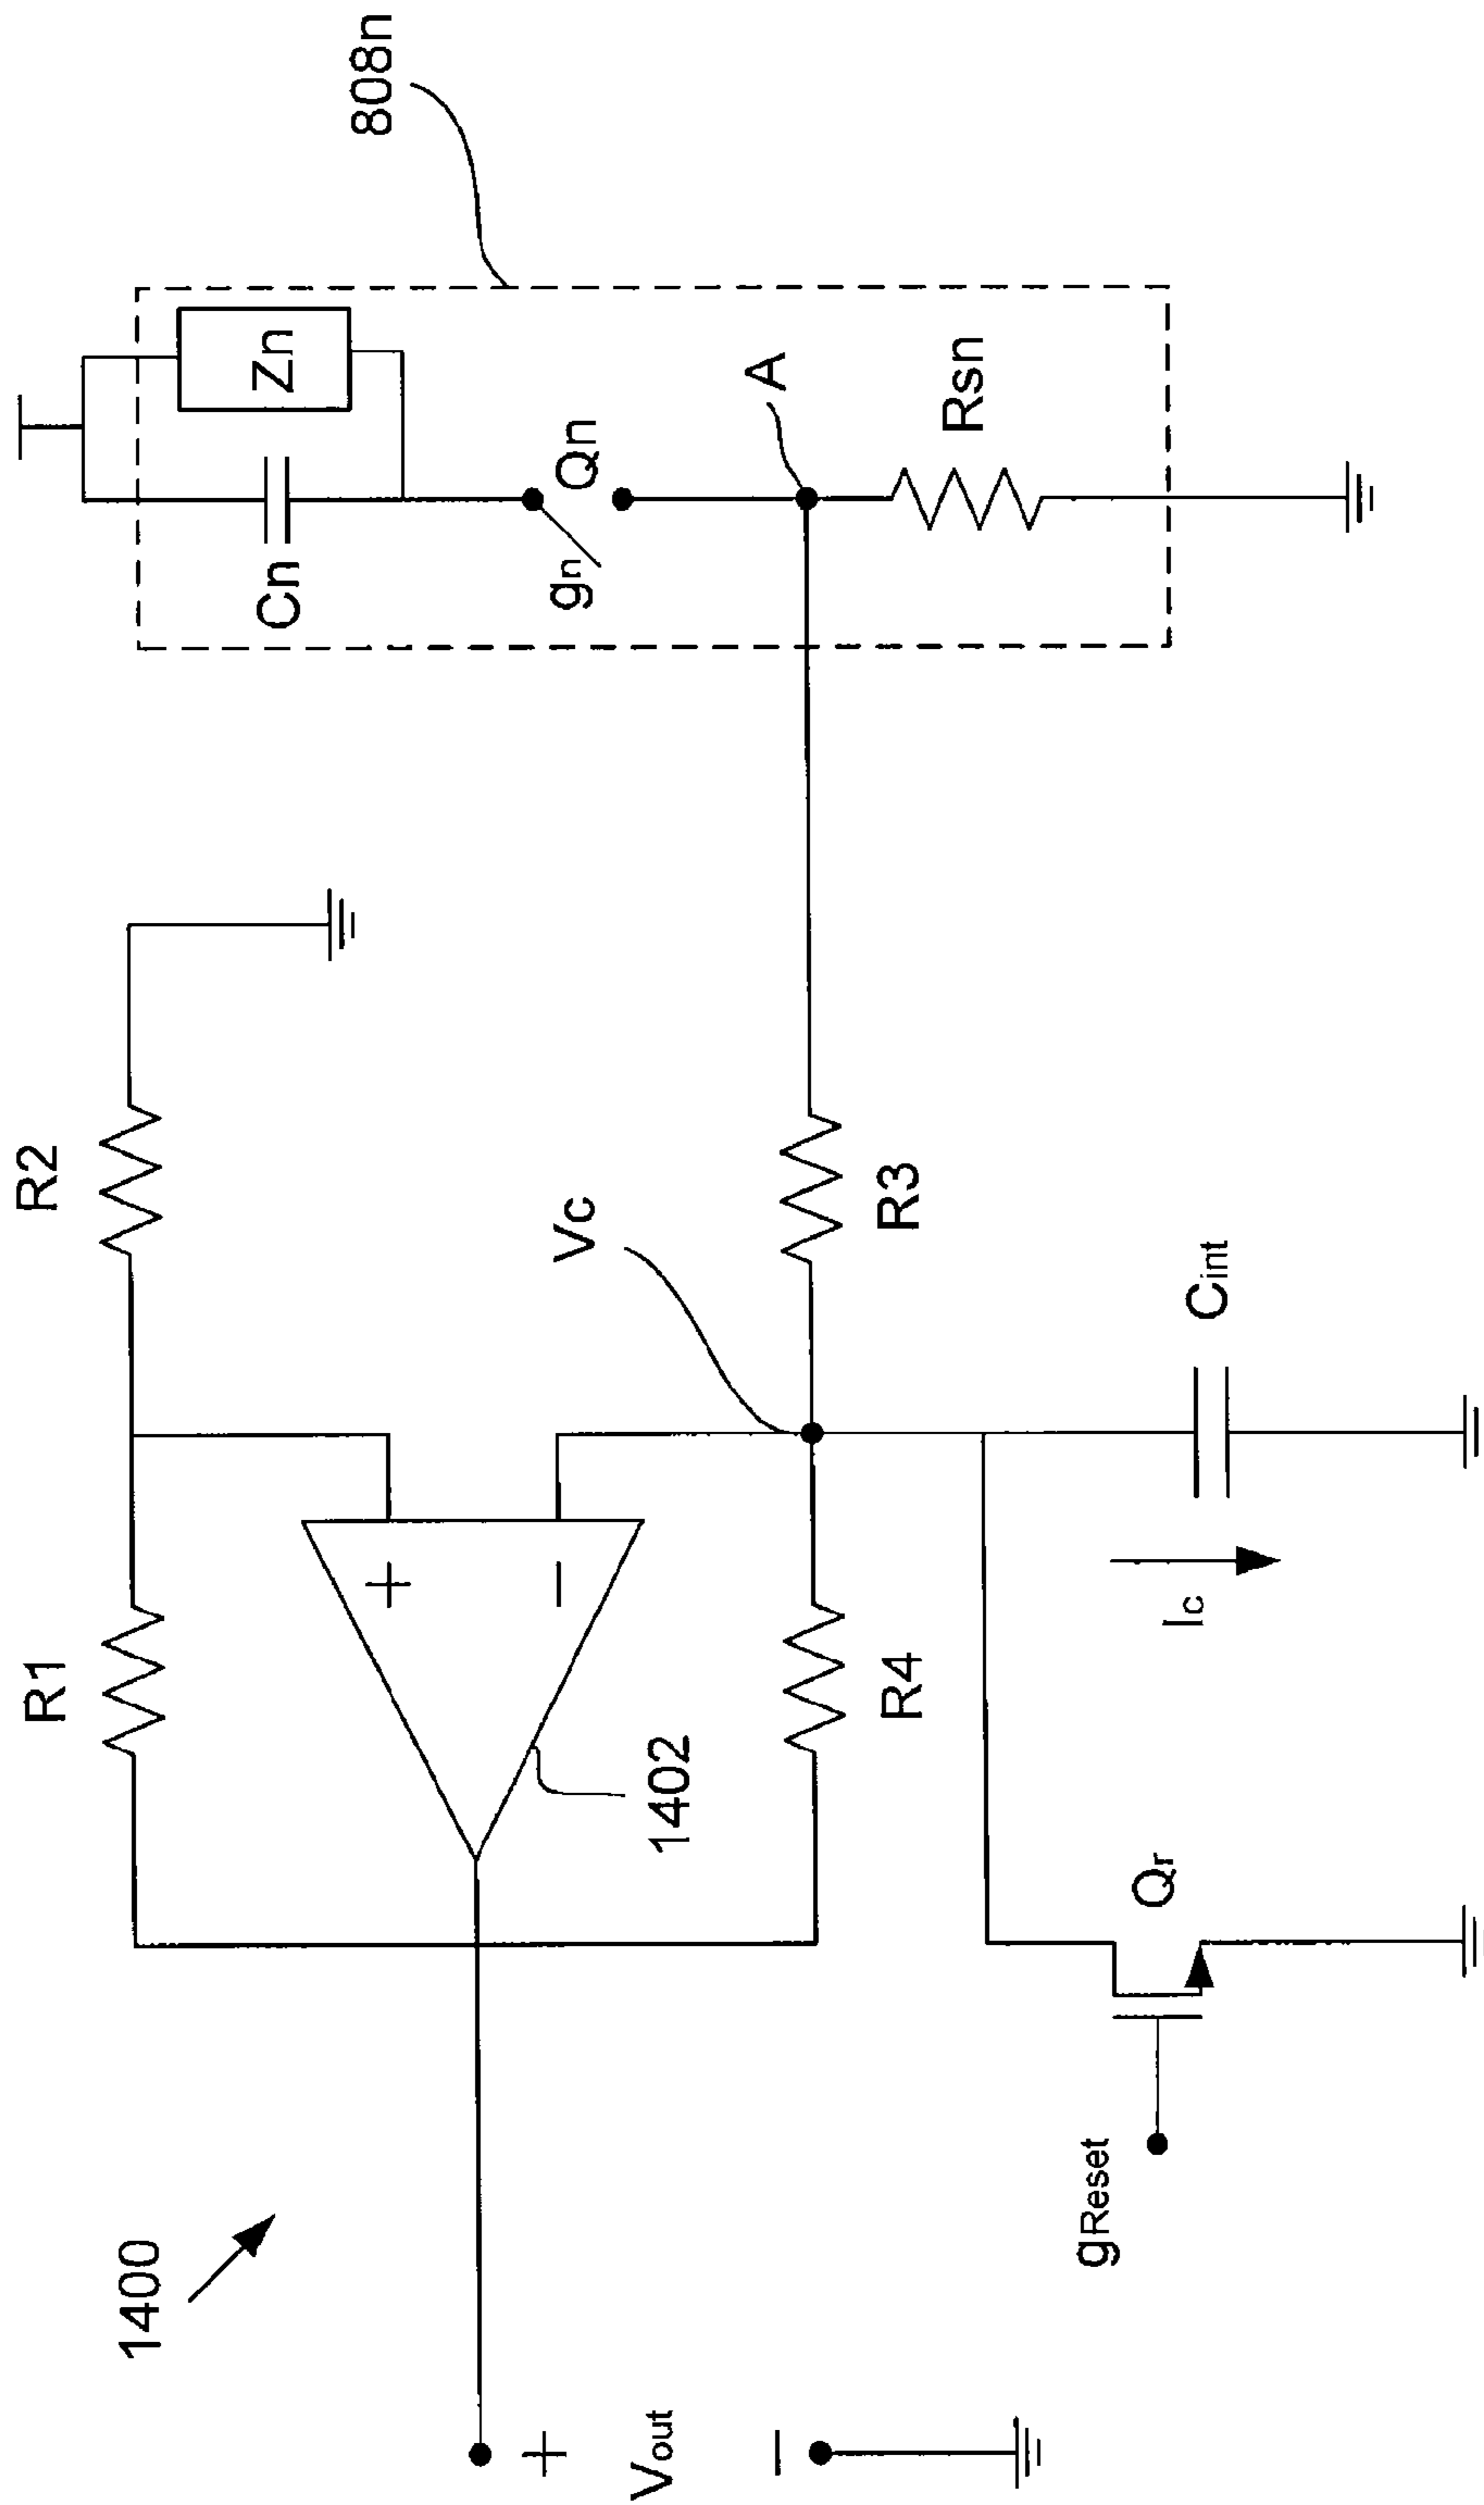 808n
Zn
Cn
Qn
gn
A
Rsn
R2
R1
Vc
R3
+
−
1402
R4
Cint
Ic
Qr
gReset
1400
+
Vout
−